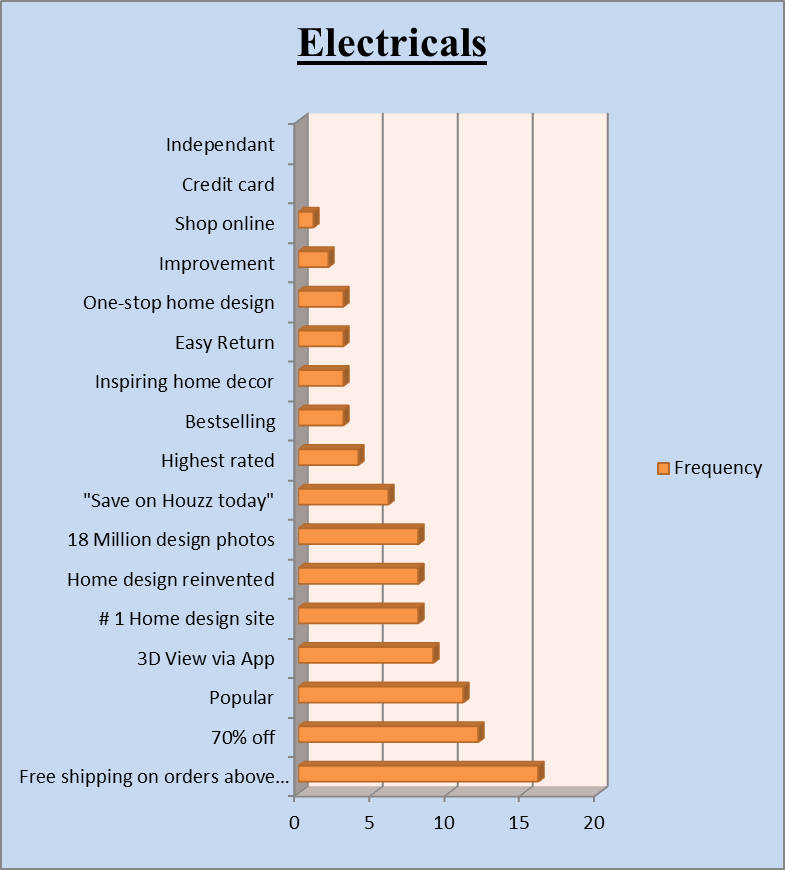 Electricals
Independant
Credit card
Shop online
Improvement
One-stop home design
Easy Return
Inspiring home decor
Bestselling
Highest rated
"Save on Houzz today"
18 Million design photos
Home design reinvented
# 1 Home design site
3D View via App
Popular
70% off
Free shipping on orders above...
0 5 10 15 20
Frequency